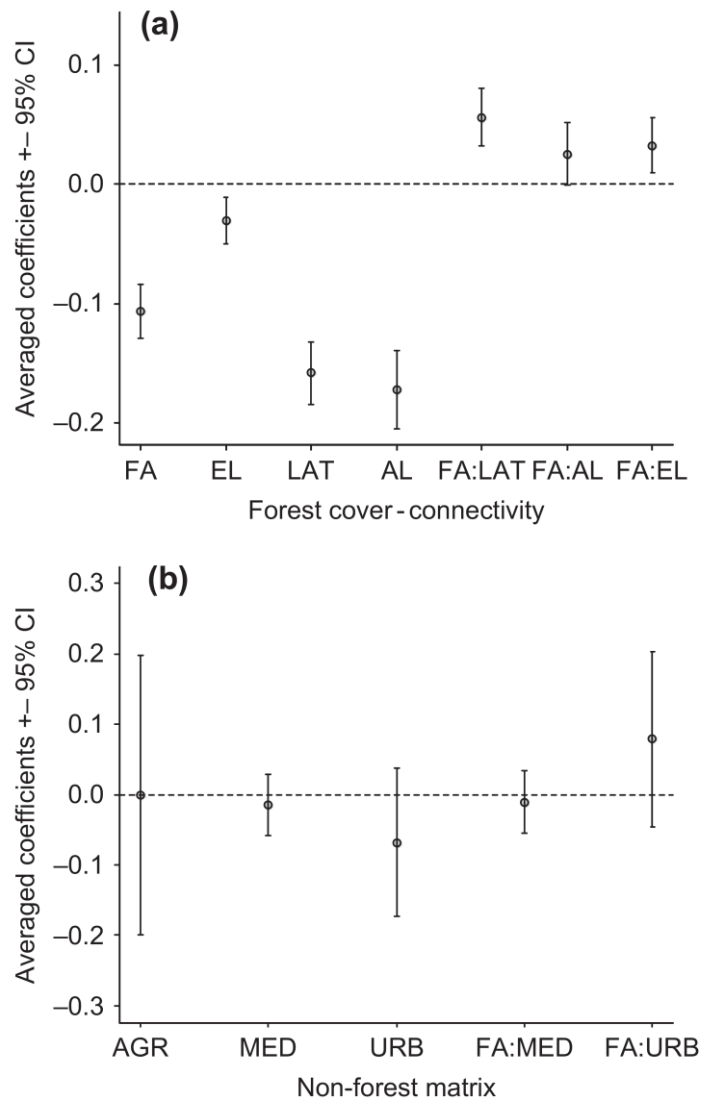 (a)
Averaged coefficients +– 95% CI
0.1
0.0
–0.1
–0.2
FA EL LAT AL FA:LAT FA:AL FA:EL
Forest cover - connectivity
(b)
Averaged coefficients +– 95% CI
0.3
0.2
0.1
0.0
–0.1
–0.2
–0.3
AGR MED URB FA:MED FA:URB
Non-forest matrix